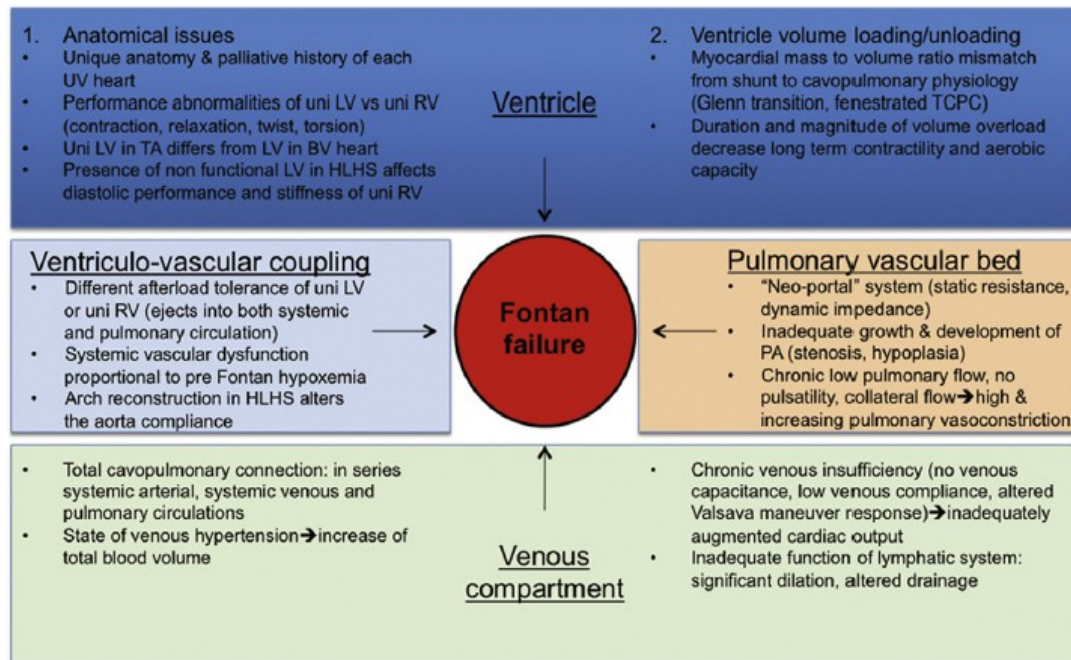 1. Anatomical issues
• Unique anatomy & palliative history of each
UV heart
• Performance abnormalities of uni LV vs uni RV
(contraction, relaxation, twist, torsion)
• Uni LV in TA differs from LV in BV heart
• Presence of non functional LV in HLHS affects
diastolic performance and stiffness of uni RV
Ventricle
2. Ventricle volume loading/unloading
• Myocardial mass to volume ratio mismatch
from shunt to cavopulmonary physiology
(Glenn transition, fenestrated TCPC)
• Duration and magnitude of volume overload
decrease long term contractility and aerobic
capacity
Ventriculo-vascular coupling
• Different afterload tolerance of uni LV
or uni RV (ejects into both systemic
and pulmonary circulation)
• Systemic vascular dysfunction
proportional to pre Fontan hypoxemia
• Arch reconstruction in HLHS alters
the aorta compliance
Fontan
failure
Pulmonary vascular bed
• “Neo-portal” system (static resistance,
dynamic impedance)
• Inadequate growth & development of
PA (stenosis, hypoplasia)
• Chronic low pulmonary flow, no
pulsatility, collateral flow➔high &
increasing pulmonary vasoconstriction
• Total cavopulmonary connection: in series
systemic arterial, systemic venous and
pulmonary circulations
• State of venous hypertension➔increase of
total blood volume
Venous
compartment
• Chronic venous insufficiency (no venous
capacitance, low venous compliance, altered
Valsava maneuver response)➔inadequately
augmented cardiac output
• Inadequate function of lymphatic system:
significant dilation, altered drainage